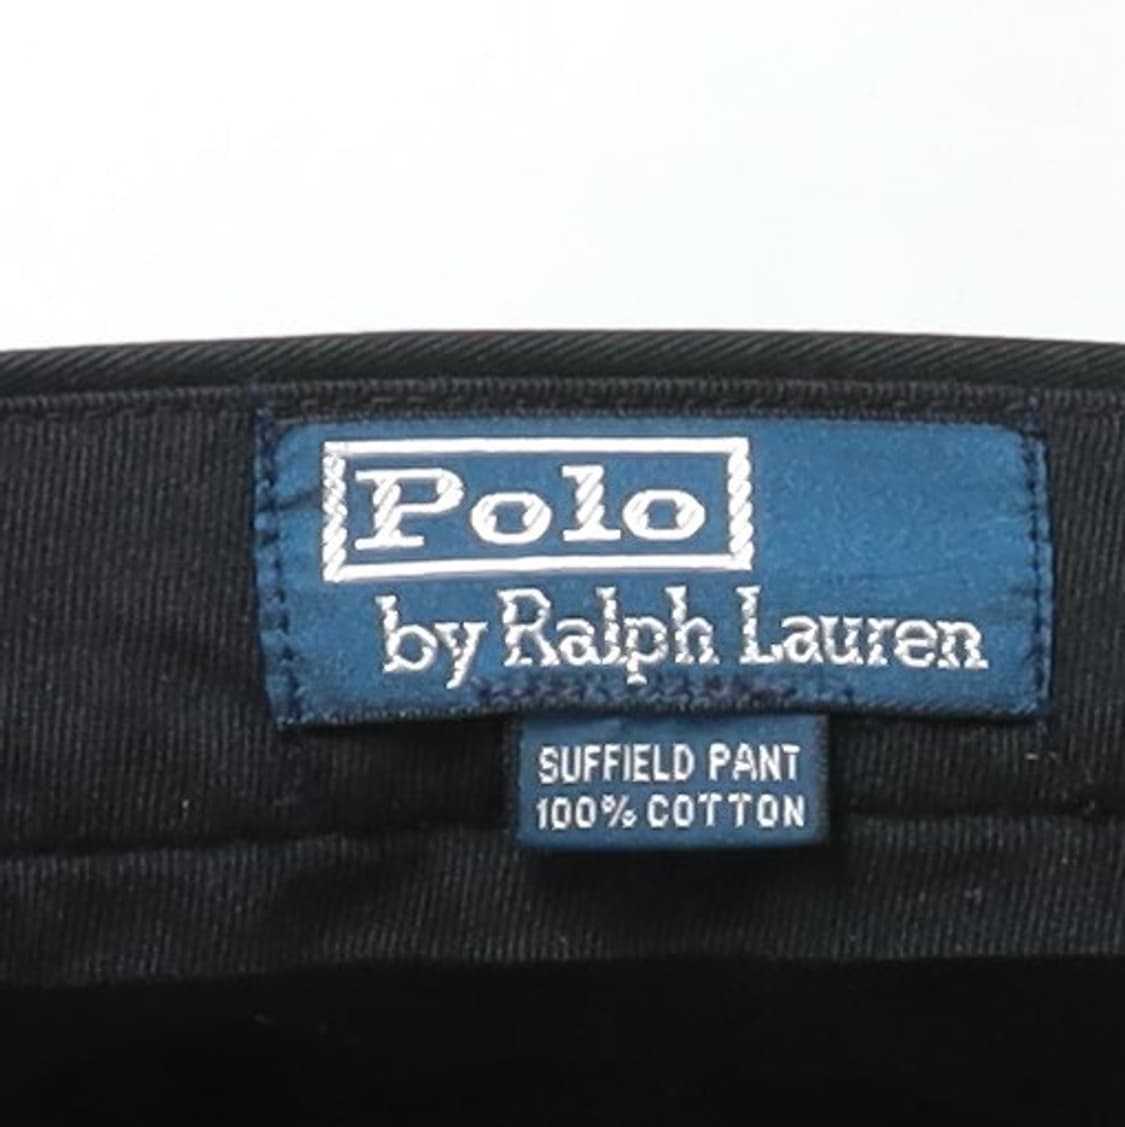 Polo
by Ralph Lauren
SUFFIELD PANT
100% COTTON